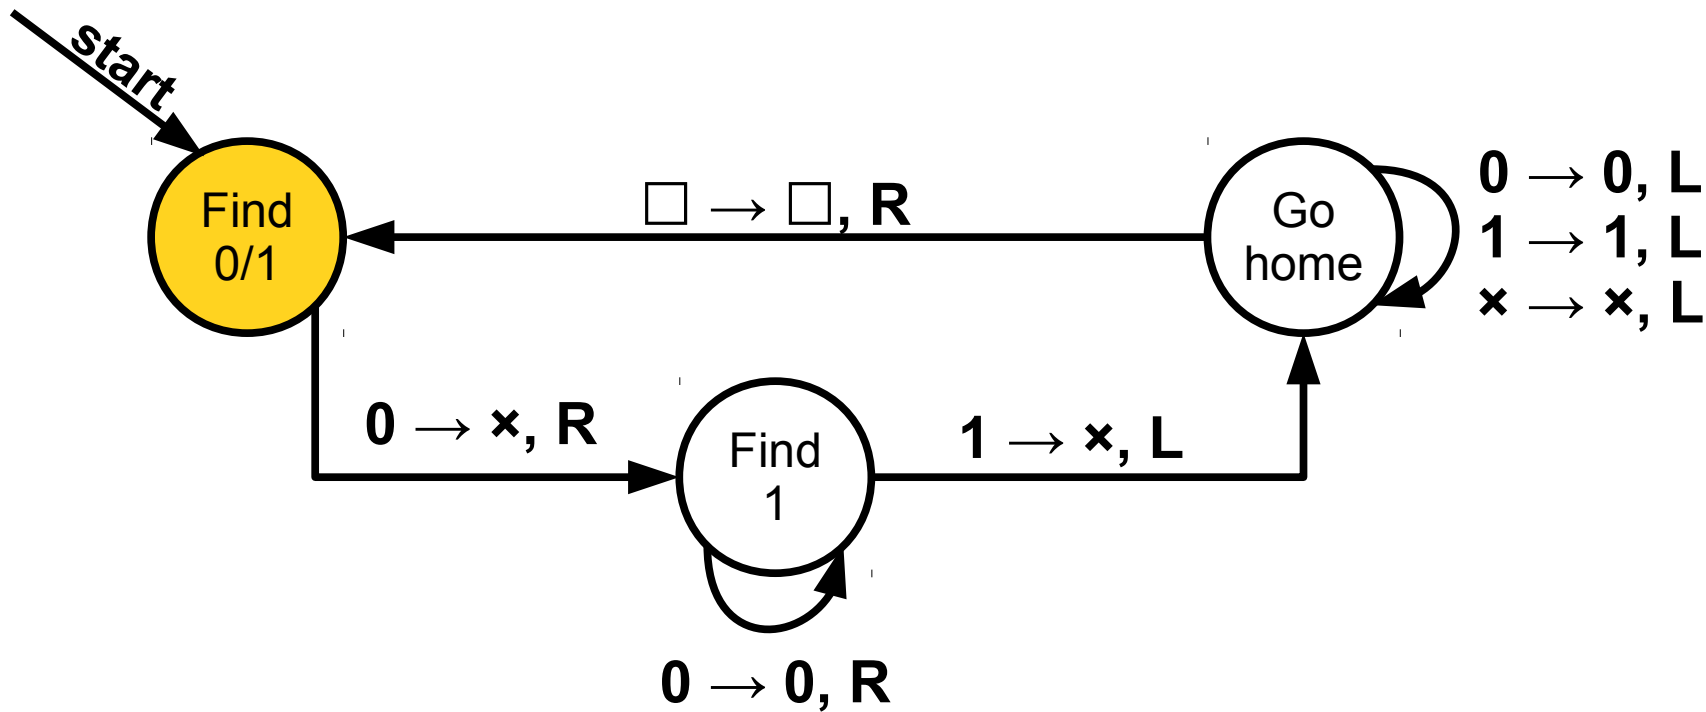 start
Find
0/1
□ → □, R
Go
home
0 → 0, L
1 → 1, L
× → ×, L
0 → ×, R
Find
1
1 → ×, L
0 → 0, R